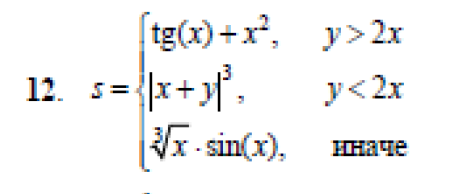 12. s = { tg(x) + x², y > 2x
|x + y|³, y < 2x
∛x · sin(x), иначе